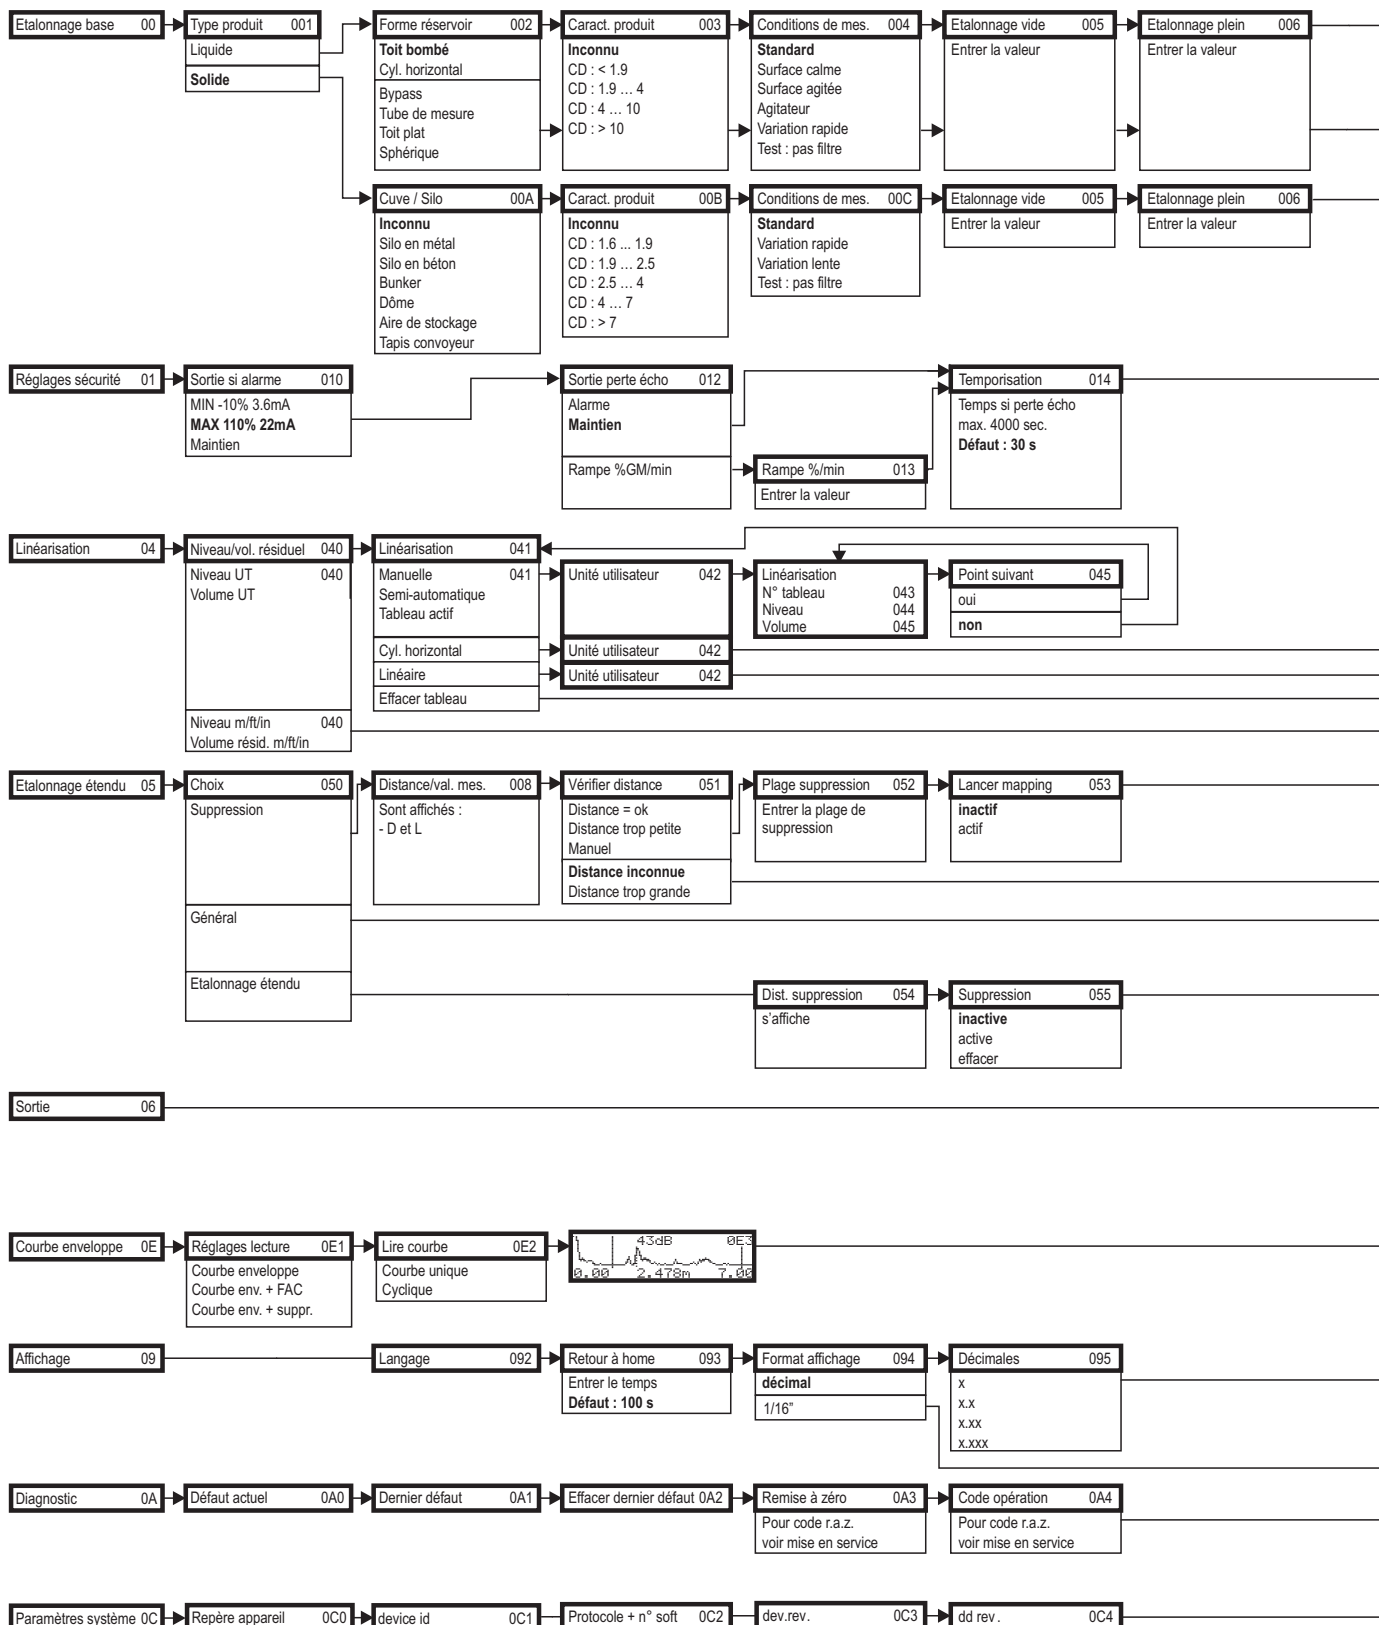 Etalonnage base 00
Type produit 001
Liquide
Solide
Forme réservoir 002
Toit bombé
Cyl. horizontal
Bypass
Tube de mesure
Toit plat
Sphérique
Caract. produit 003
Inconnu
CD : < 1.9
CD : 1.9 … 4
CD : 4 … 10
CD : > 10
Conditions de mes. 004
Standard
Surface calme
Surface agitée
Agitateur
Variation rapide
Test : pas filtre
Etalonnage vide 005
Entrer la valeur
Etalonnage plein 006
Entrer la valeur
Cuve / Silo 00A
Inconnu
Silo en métal
Silo en béton
Bunker
Dôme
Aire de stockage
Tapis convoyeur
Caract. produit 00B
Inconnu
CD : 1.6 ... 1.9
CD : 1.9 … 2.5
CD : 2.5 … 4
CD : 4 … 7
CD : > 7
Conditions de mes. 00C
Standard
Variation rapide
Variation lente
Test : pas filtre
Etalonnage vide 005
Entrer la valeur
Etalonnage plein 006
Entrer la valeur
Réglages sécurité 01
Sortie si alarme 010
MIN -10% 3.6mA
MAX 110% 22mA
Maintien
Sortie perte écho 012
Alarme
Maintien
Rampe %GM/min
Rampe %/min 013
Entrer la valeur
Temporisation 014
Temps si perte écho
max. 4000 sec.
Défaut : 30 s
Linéarisation 04
Niveau/vol. résiduel 040
Niveau UT 040
Volume UT
Niveau m/ft/in 040
Volume résid. m/ft/in
Linéarisation 041
Manuelle 041
Semi-automatique
Tableau actif
Cyl. horizontal
Linéaire
Effacer tableau
Unité utilisateur 042
Unité utilisateur 042
Unité utilisateur 042
Linéarisation
N° tableau 043
Niveau 044
Volume 045
Point suivant 045
oui
non
Etalonnage étendu 05
Choix 050
Suppression
Général
Etalonnage étendu
Distance/val. mes. 008
Sont affichés :
- D et L
Vérifier distance 051
Distance = ok
Distance trop petite
Manuel
Distance inconnue
Distance trop grande
Plage suppression 052
Entrer la plage de
suppression
Lancer mapping 053
inactif
actif
Dist. suppression 054
s’affiche
Suppression 055
inactive
active
effacer
Sortie 06
Courbe enveloppe 0E
Réglages lecture 0E1
Courbe enveloppe
Courbe env. + FAC
Courbe env. + suppr.
Lire courbe 0E2
Courbe unique
Cyclique
43dB 0E3
0.00 2.478m 7.00
Affichage 09
Langage 092
Retour à home 093
Entrer le temps
Défaut : 100 s
Format affichage 094
décimal
1/16”
Décimales 095
x
x.x
x.xx
x.xxx
Diagnostic 0A
Défaut actuel 0A0
Dernier défaut 0A1
Effacer dernier défaut 0A2
Remise à zéro 0A3
Pour code r.a.z.
voir mise en service
Code opération 0A4
Pour code r.a.z.
voir mise en service
Paramètres système 0C
Repère appareil 0C0
device id 0C1
Protocole + n° soft 0C2
dev.rev. 0C3
dd rev. 0C4